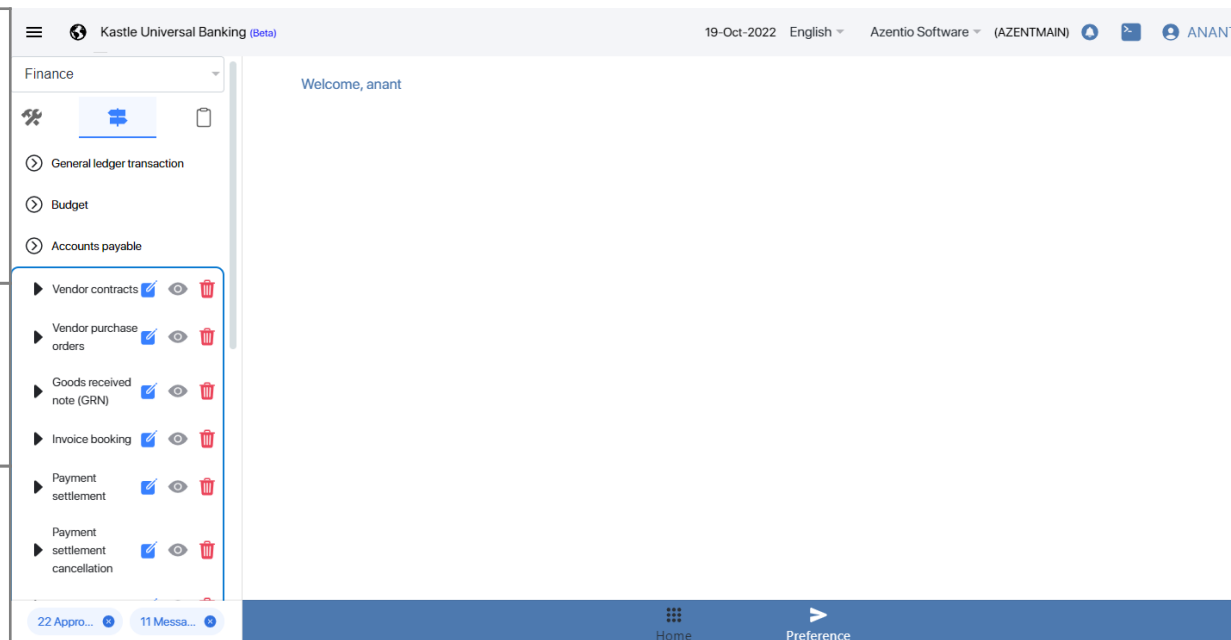 Kastle Universal Banking (Beta)
19-Oct-2022 English Azentio Software (AZENTMAIN) ANANT
Finance
Welcome, anant
General ledger transaction
Budget
Accounts payable
Vendor contracts
Vendor purchase
orders
Goods received
note (GRN)
Invoice booking
Payment
settlement
Payment
settlement
cancellation
22 Appro...
11 Messa...
Home
Preference